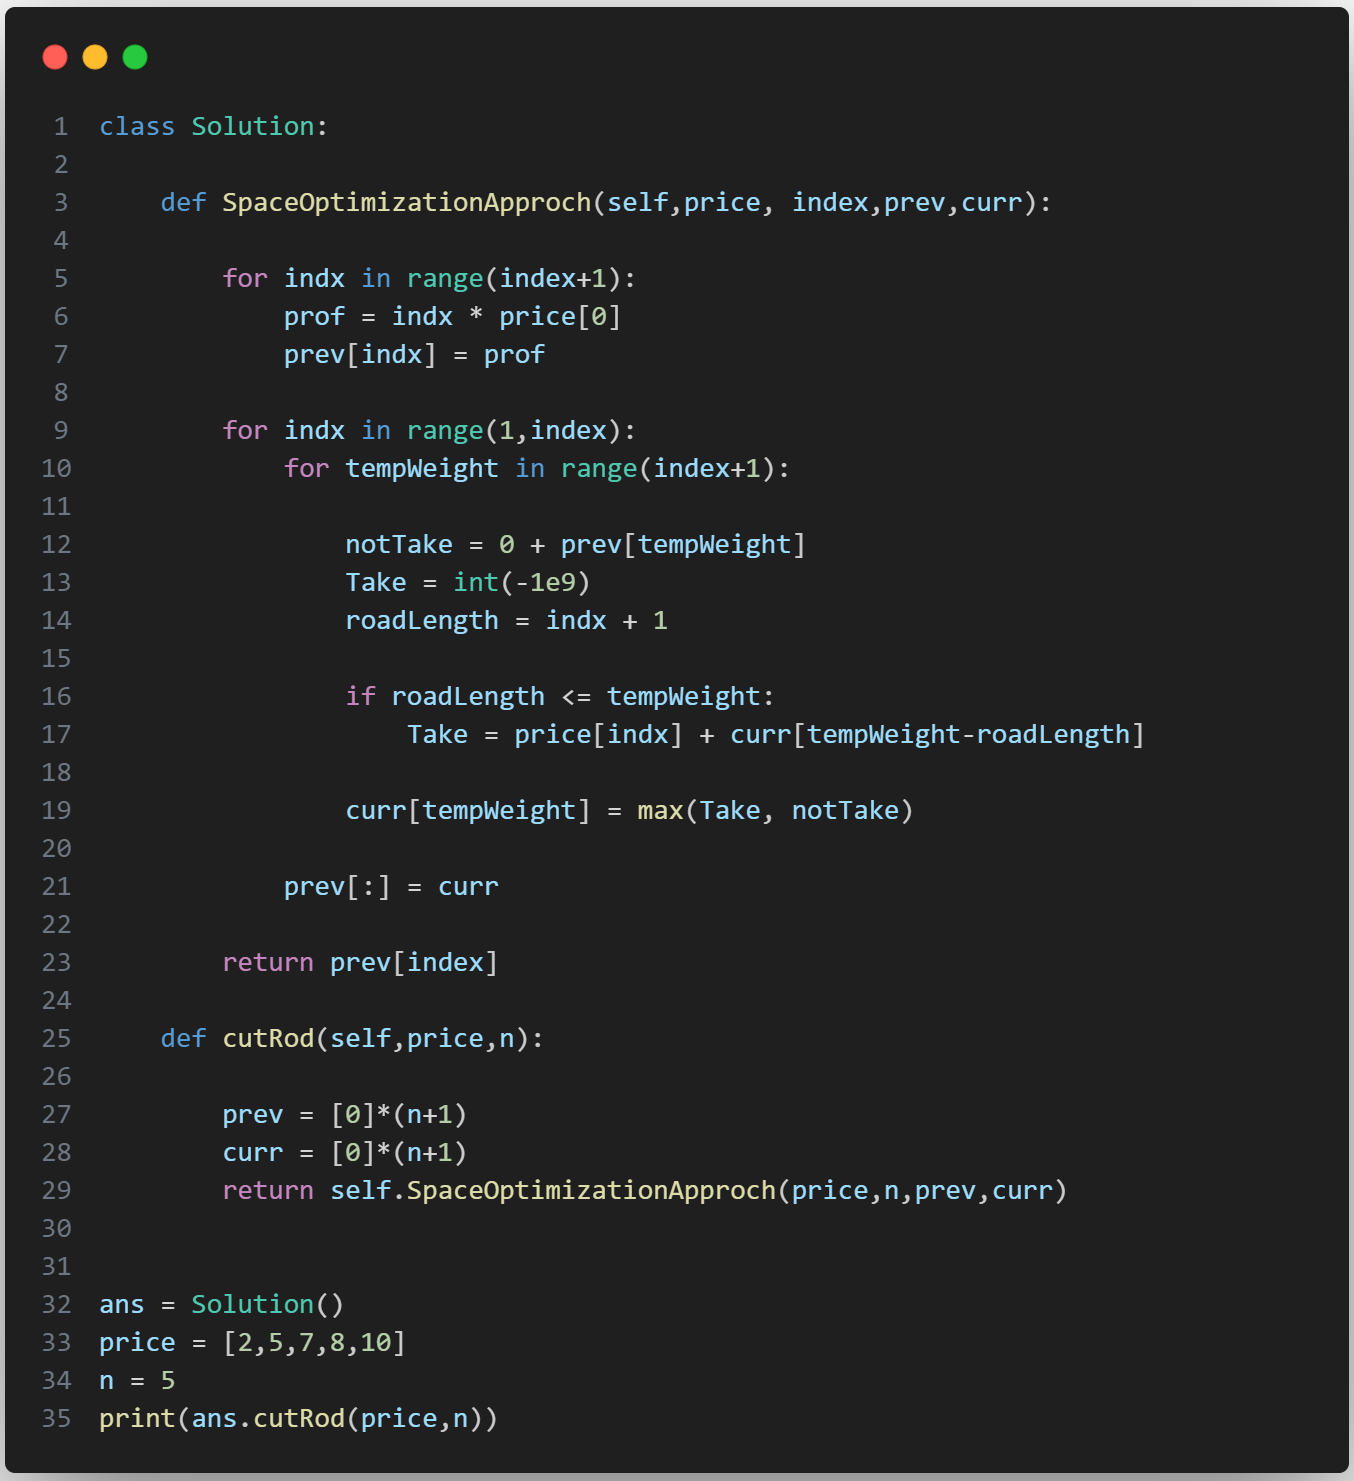 1 class Solution:
2
3     def SpaceOptimizationApproch(self,price, index,prev,curr):
4
5         for indx in range(index+1):
6             prof = indx * price[0]
7             prev[indx] = prof
8
9         for indx in range(1,index):
10             for tempWeight in range(index+1):
11
12                 notTake = 0 + prev[tempWeight]
13                 Take = int(-1e9)
14                 roadLength = indx + 1
15
16                 if roadLength <= tempWeight:
17                     Take = price[indx] + curr[tempWeight-roadLength]
18
19                 curr[tempWeight] = max(Take, notTake)
20
21             prev[:] = curr
22
23         return prev[index]
24
25     def cutRod(self,price,n):
26
27         prev = [0]*(n+1)
28         curr = [0]*(n+1)
29         return self.SpaceOptimizationApproch(price,n,prev,curr)
30
31
32 ans = Solution()
33 price = [2,5,7,8,10]
34 n = 5
35 print(ans.cutRod(price,n))